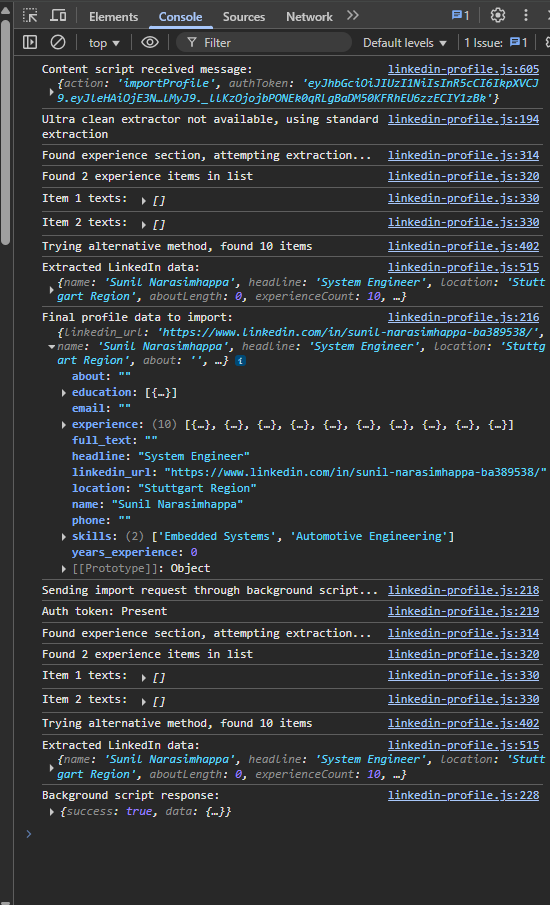 Elements Console Sources Network 1
top Filter Default levels 1 Issue: 1
Content script received message: linkedin-profile.js:605
{action: 'importProfile', authToken: 'eyJhbGciOiJIUzI1NiIsInR5cCI6IkpXVCJ
9.eyJleHAiOjE3N…lMyJ9._llKzOjojbPONEk0qRLgBaDM50KFRhEU6zzECIY1zBk'}
Ultra clean extractor not available, using standard linkedin-profile.js:194
extraction
Found experience section, attempting extraction... linkedin-profile.js:314
Found 2 experience items in list linkedin-profile.js:320
Item 1 texts: [] linkedin-profile.js:330
Item 2 texts: [] linkedin-profile.js:330
Trying alternative method, found 10 items linkedin-profile.js:402
Extracted LinkedIn data: linkedin-profile.js:515
{name: 'Sunil Narasimhappa', headline: 'System Engineer', location: 'Stutt
gart Region', aboutLength: 0, experienceCount: 10, …}
Final profile data to import: linkedin-profile.js:216
{linkedin_url: 'https://www.linkedin.com/in/sunil-narasimhappa-ba389538/',
name: 'Sunil Narasimhappa', headline: 'System Engineer', location: 'Stuttg
art Region', about: '', …} i
about: ""
education: [{…}]
email: ""
experience: (10) [{…}, {…}, {…}, {…}, {…}, {…}, {…}, {…}, {…}, {…}]
full_text: ""
headline: "System Engineer"
linkedin_url: "https://www.linkedin.com/in/sunil-narasimhappa-ba389538/"
location: "Stuttgart Region"
name: "Sunil Narasimhappa"
phone: ""
skills: (2) ['Embedded Systems', 'Automotive Engineering']
years_experience: 0
[[Prototype]]: Object
Sending import request through background script... linkedin-profile.js:218
Auth token: Present linkedin-profile.js:219
Found experience section, attempting extraction... linkedin-profile.js:314
Found 2 experience items in list linkedin-profile.js:320
Item 1 texts: [] linkedin-profile.js:330
Item 2 texts: [] linkedin-profile.js:330
Trying alternative method, found 10 items linkedin-profile.js:402
Extracted LinkedIn data: linkedin-profile.js:515
{name: 'Sunil Narasimhappa', headline: 'System Engineer', location: 'Stutt
gart Region', aboutLength: 0, experienceCount: 10, …}
Background script response: linkedin-profile.js:228
{success: true, data: {…}}